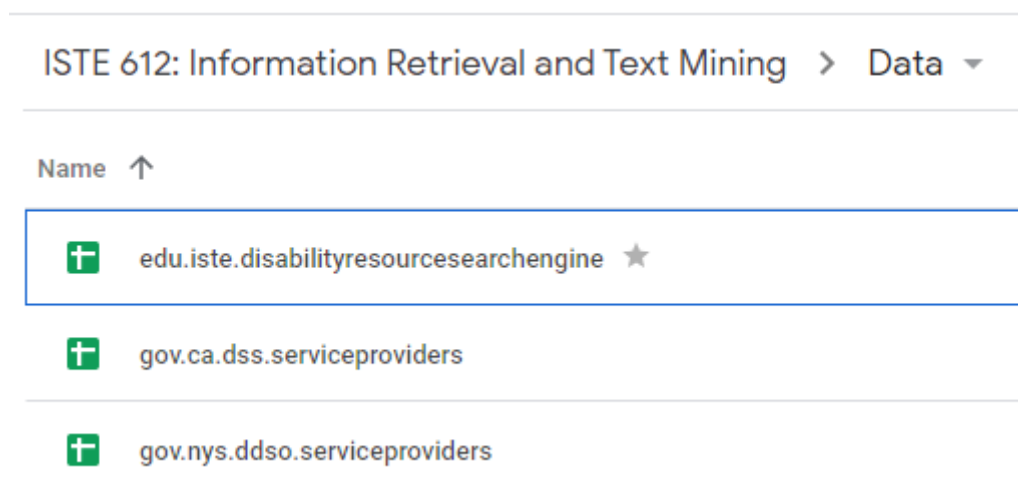 ISTE 612: Information Retrieval and Text Mining > Data
Name
edu.iste.disabilityresourcesearchengine
gov.ca.dss.serviceproviders
gov.nys.ddso.serviceproviders